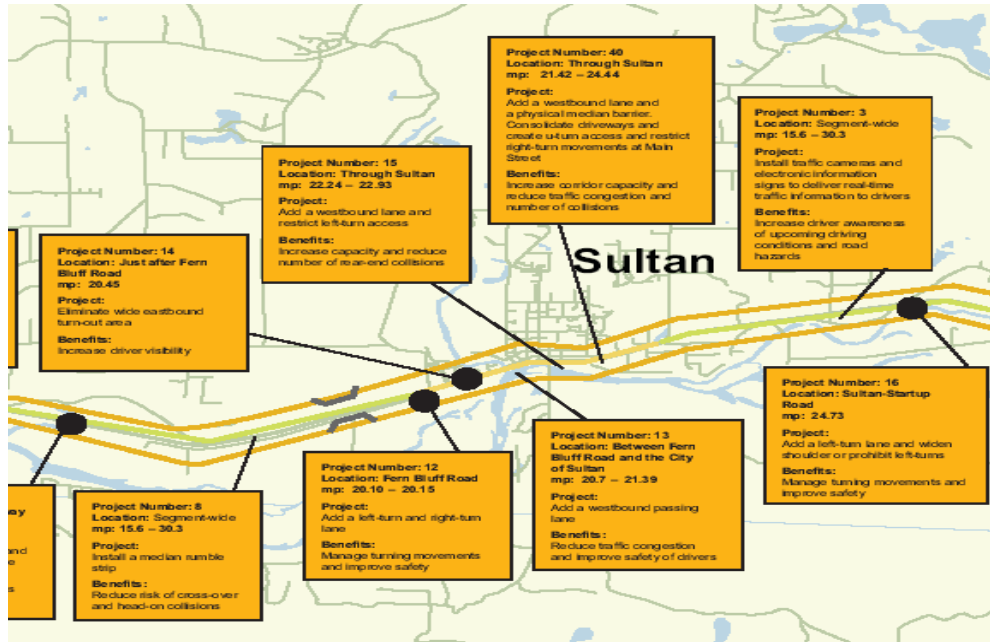 Project Number: 40
Location: Through Sultan
mp: 21.42 – 24.44
Project:
Add a westbound lane and
a physical median barrier.
Consolidate driveways and
create u-turn access and restrict
right-turn movements at Main
Street
Benefits:
Increase corridor capacity and
reduce traffic congestion and
number of collisions
Project Number: 3
Location: Segment-wide
mp: 15.6 – 30.3
Project:
Install traffic cameras and
electronic information
signs to deliver real-time
traffic information to drivers
Benefits:
Increase driver awareness
of upcoming driving
conditions and road
hazards
Project Number: 15
Location: Through Sultan
mp: 22.24 – 22.93
Project:
Add a westbound lane and
restrict left-turn access
Benefits:
Increase capacity and reduce
number of rear-end collisions
Project Number: 14
Location: Just after Fern
Bluff Road
mp: 20.45
Project:
Eliminate wide eastbound
turn-out area
Benefits:
Increase driver visibility
Sultan
Project Number: 16
Location: Sultan-Startup
Road
mp: 24.73
Project:
Add a left-turn lane and widen
shoulder or prohibit left-turns
Benefits:
Manage turning movements and
improve safety
Project Number: 13
Location: Between Fern
Bluff Road and the City
of Sultan
mp: 20.7 – 21.39
Project:
Add a westbound passing
lane
Benefits:
Reduce traffic congestion
and improve safety of drivers
Project Number: 12
Location: Fern Bluff Road
mp: 20.10 – 20.15
Project:
Add a left-turn and right-turn
lane
Benefits:
Manage turning movements
and improve safety
Project Number: 8
Location: Segment-wide
mp: 15.6 – 30.3
Project:
Install a median rumble
strip
Benefits:
Reduce risk of cross-over
and head-on collisions